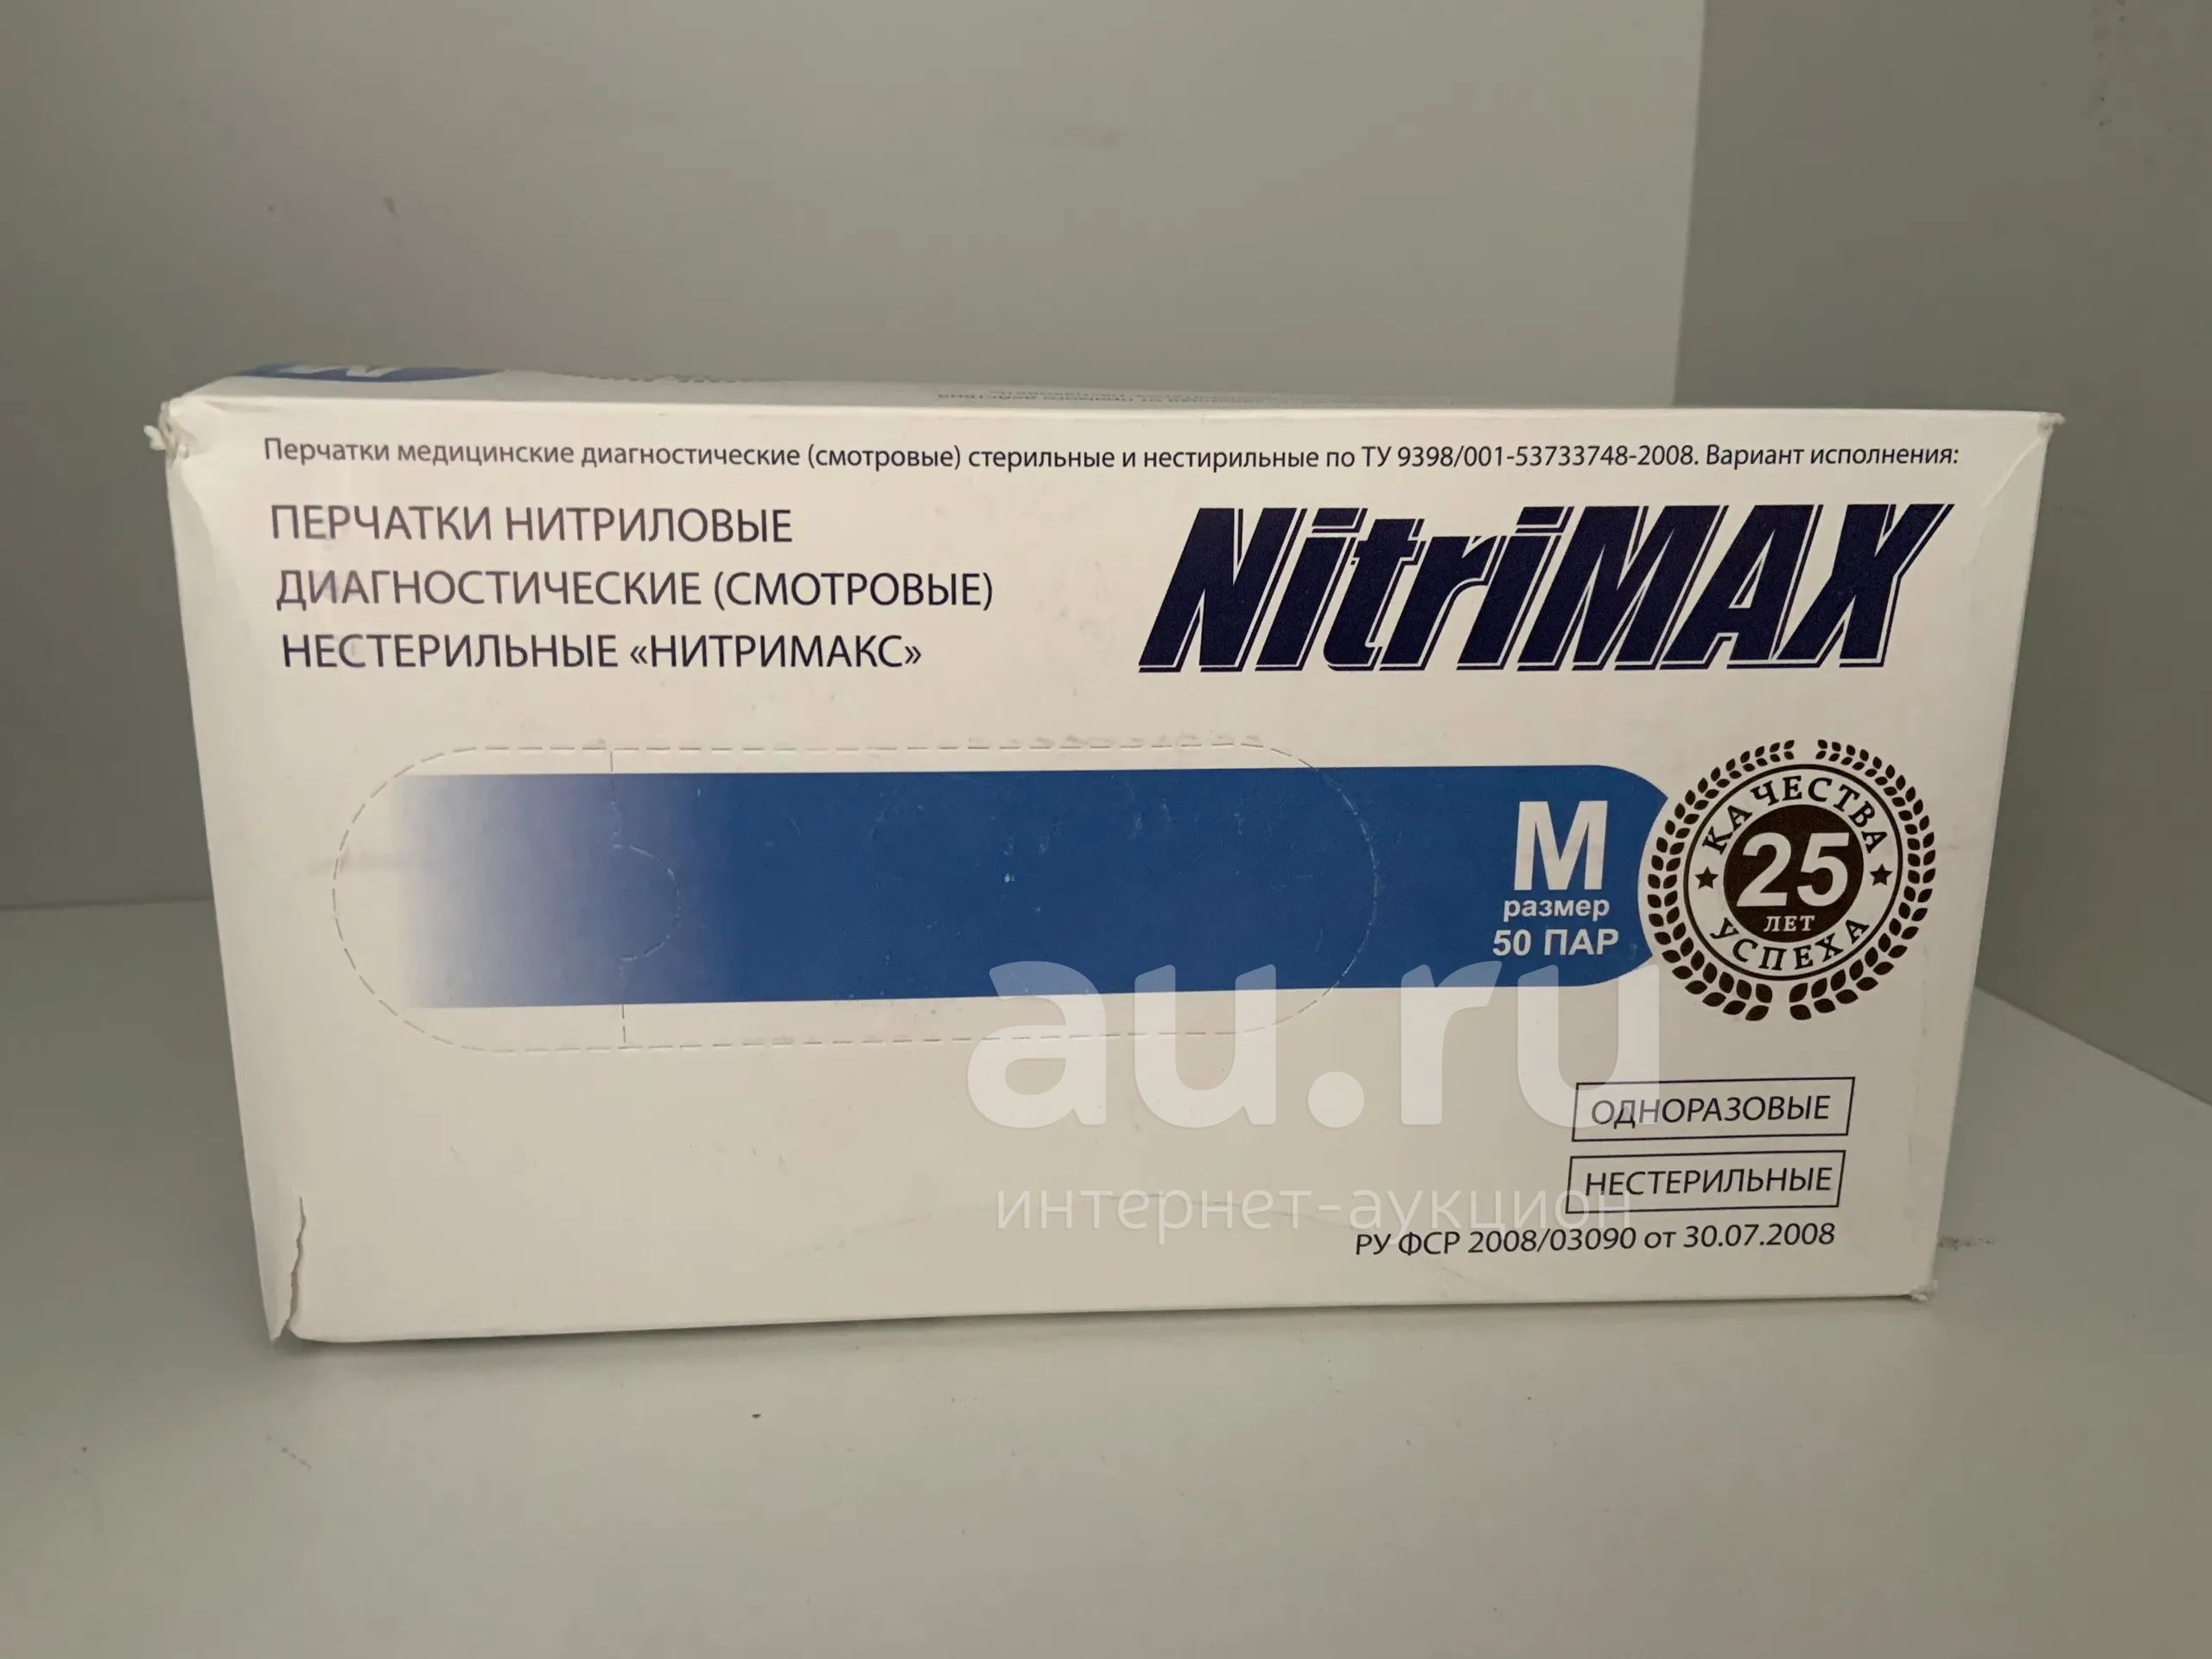 Перчатки медицинские диагностические (смотровые) стерильные и нестирильные по ТУ 9398/001-53733748-2008. Вариант исполнения:
ПЕРЧАТКИ НИТРИЛОВЫЕ
ДИАГНОСТИЧЕСКИЕ (СМОТРОВЫЕ)
НЕСТЕРИЛЬНЫЕ «НИТРИМАКС»
NitriMAX
M
размер
50 ПАР
КАЧЕСТВА
25
ЛЕТ
УСПЕХА
au.ru
интернет-аукцион
ОДНОРАЗОВЫЕ
НЕСТЕРИЛЬНЫЕ
РУ ФСР 2008/03090 от 30.07.2008